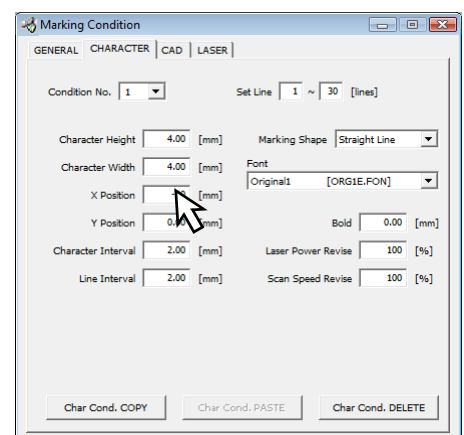 Marking Condition
GENERAL CHARACTER CAD LASER
Condition No. 1 Set Line 1 ~ 30 [lines]
Character Height 4.00 [mm] Marking Shape Straight Line
Character Width 4.00 [mm] Font
Original1 [ORG1E.FON]
X Position [mm]
Y Position [mm] Bold 0.00 [mm]
Character Interval 2.00 [mm] Laser Power Revise 100 [%]
Line Interval 2.00 [mm] Scan Speed Revise 100 [%]
Char Cond. COPY Char Cond. PASTE Char Cond. DELETE